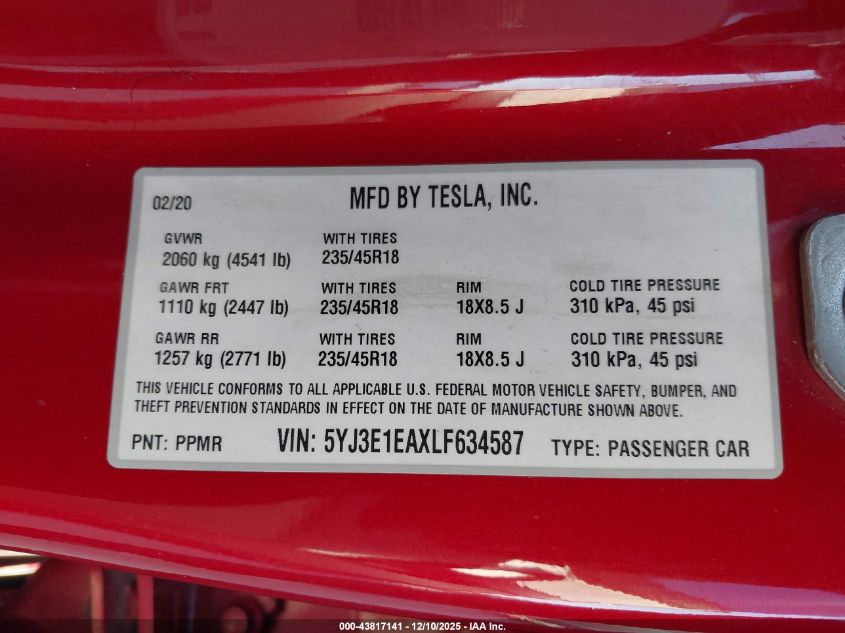 02/20 MFD BY TESLA, INC.
GVWR WITH TIRES
2060 kg (4541 lb) 235/45R18
GAWR FRT WITH TIRES RIM COLD TIRE PRESSURE
1110 kg (2447 lb) 235/45R18 18X8.5 J 310 kPa, 45 psi
GAWR RR WITH TIRES RIM COLD TIRE PRESSURE
1257 kg (2771 lb) 235/45R18 18X8.5 J 310 kPa, 45 psi
THIS VEHICLE CONFORMS TO ALL APPLICABLE U.S. FEDERAL MOTOR VEHICLE SAFETY, BUMPER, AND
THEFT PREVENTION STANDARDS IN EFFECT ON THE DATE OF MANUFACTURE SHOWN ABOVE.
PNT: PPMR VIN: 5YJ3E1EAXLF634587 TYPE: PASSENGER CAR
000-43817141 - 12/10/2025 - IAA Inc.